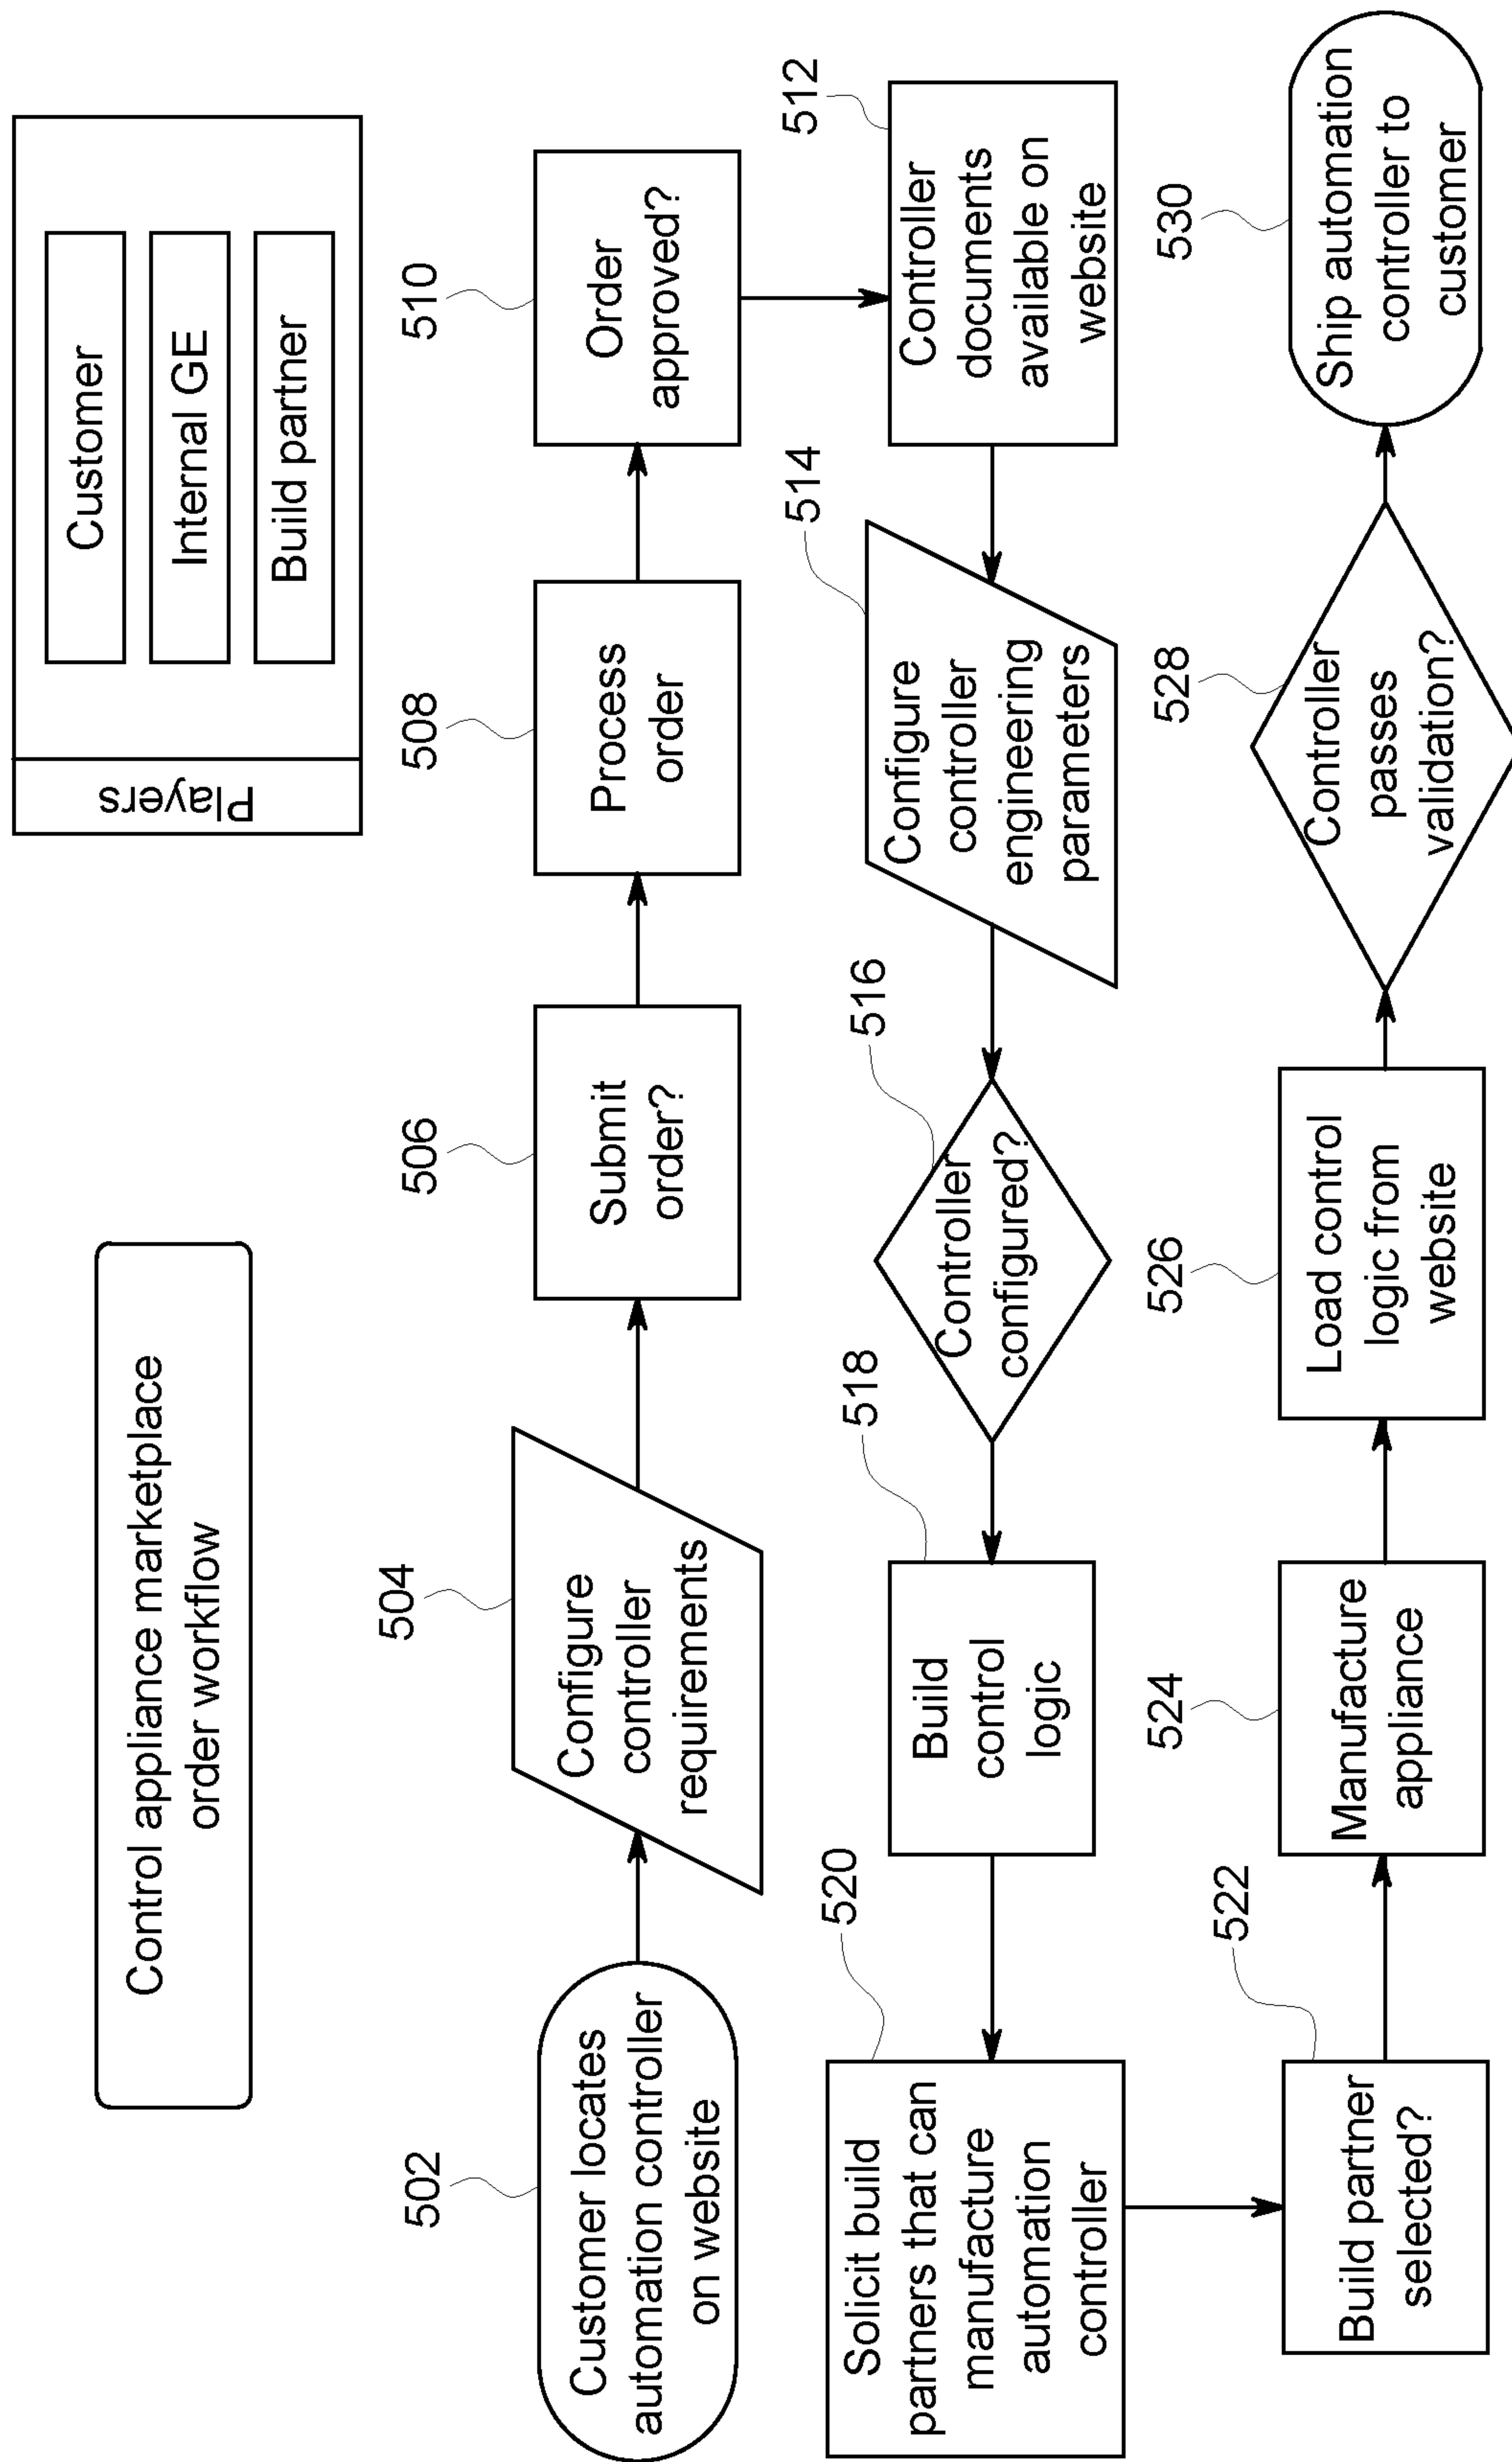 Control appliance marketplace
order workflow
Players
Customer
Internal GE
Build partner
502
Customer locates
automation controller
on website
504
Configure
controller
requirements
506
Submit
order?
508
Process
order
510
Order
approved?
512
Controller
documents
available on
website
514
Configure
controller
engineering
parameters
516
Controller
configured?
518
Build
control
logic
520
Solicit build
partners that can
manufacture
automation
controller
522
Build partner
selected?
524
Manufacture
appliance
526
Load control
logic from
website
528
Controller
passes
validation?
530
Ship automation
controller to
customer